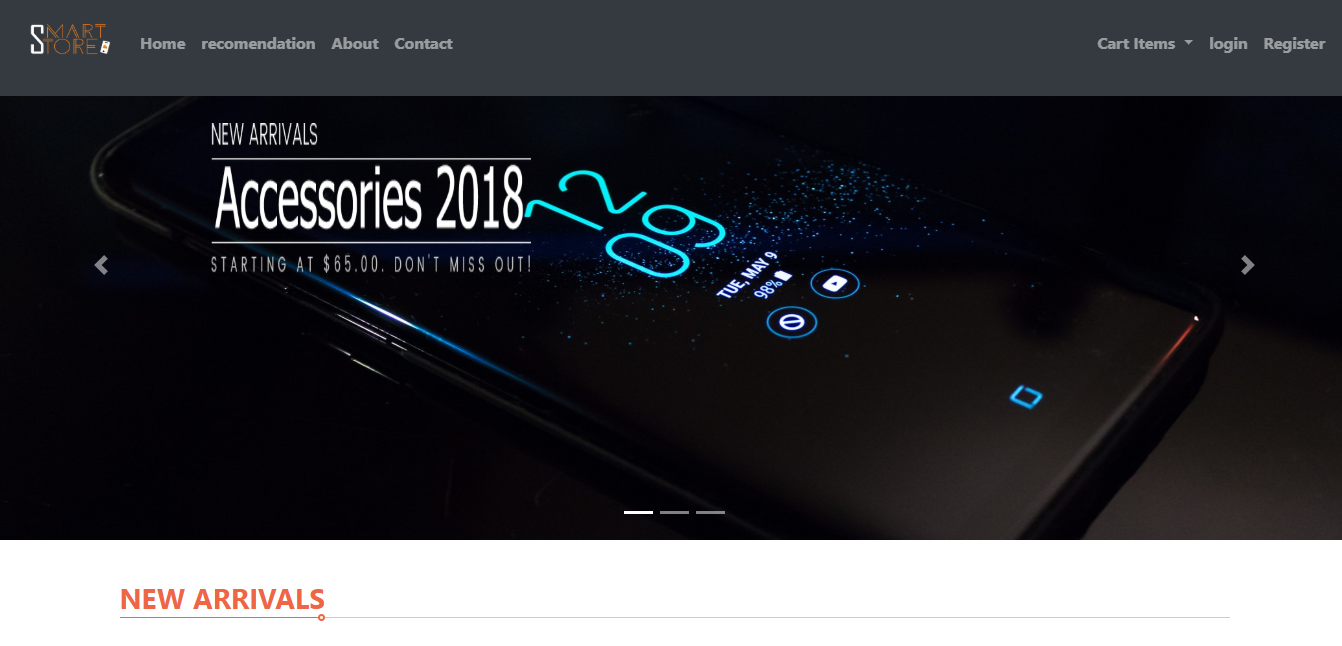 SMART
STORE
Home recomendation About Contact
Cart Items login Register
NEW ARRIVALS
Accessories 2018
STARTING AT $65.00. DON'T MISS OUT!
12
09
TUE, MAY 9
98%
NEW ARRIVALS